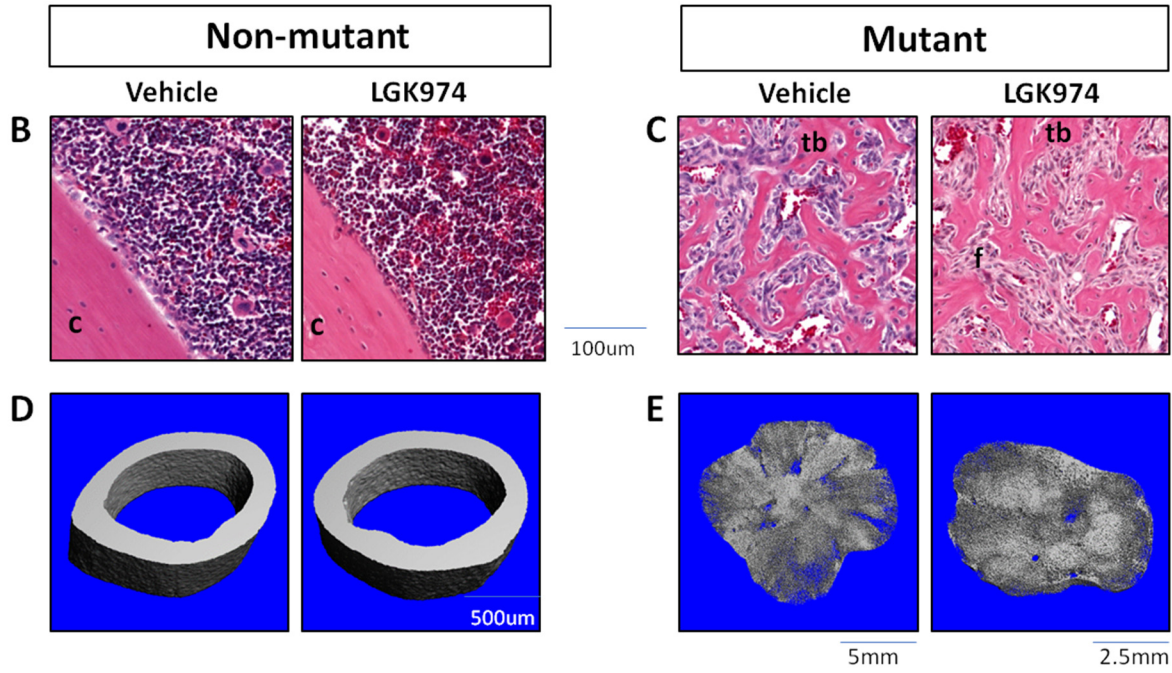 Non-mutant
Mutant
Vehicle
LGK974
Vehicle
LGK974
B
c
c
100um
C
tb
tb
f
D
500um
E
5mm
2.5mm